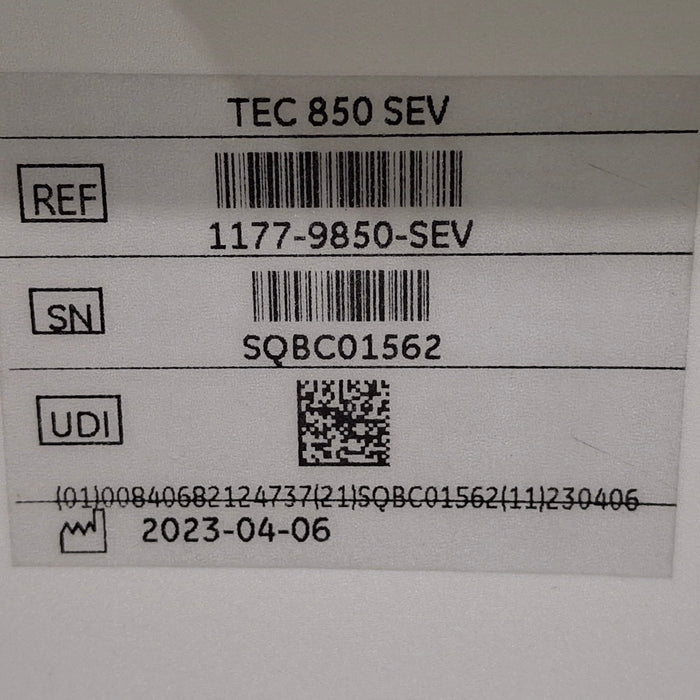 TEC 850 SEV
REF
1177-9850-SEV
SN
SQBC01562
UDI
(01)00840682124737(21)SQBC01562(11)230406
2023-04-06